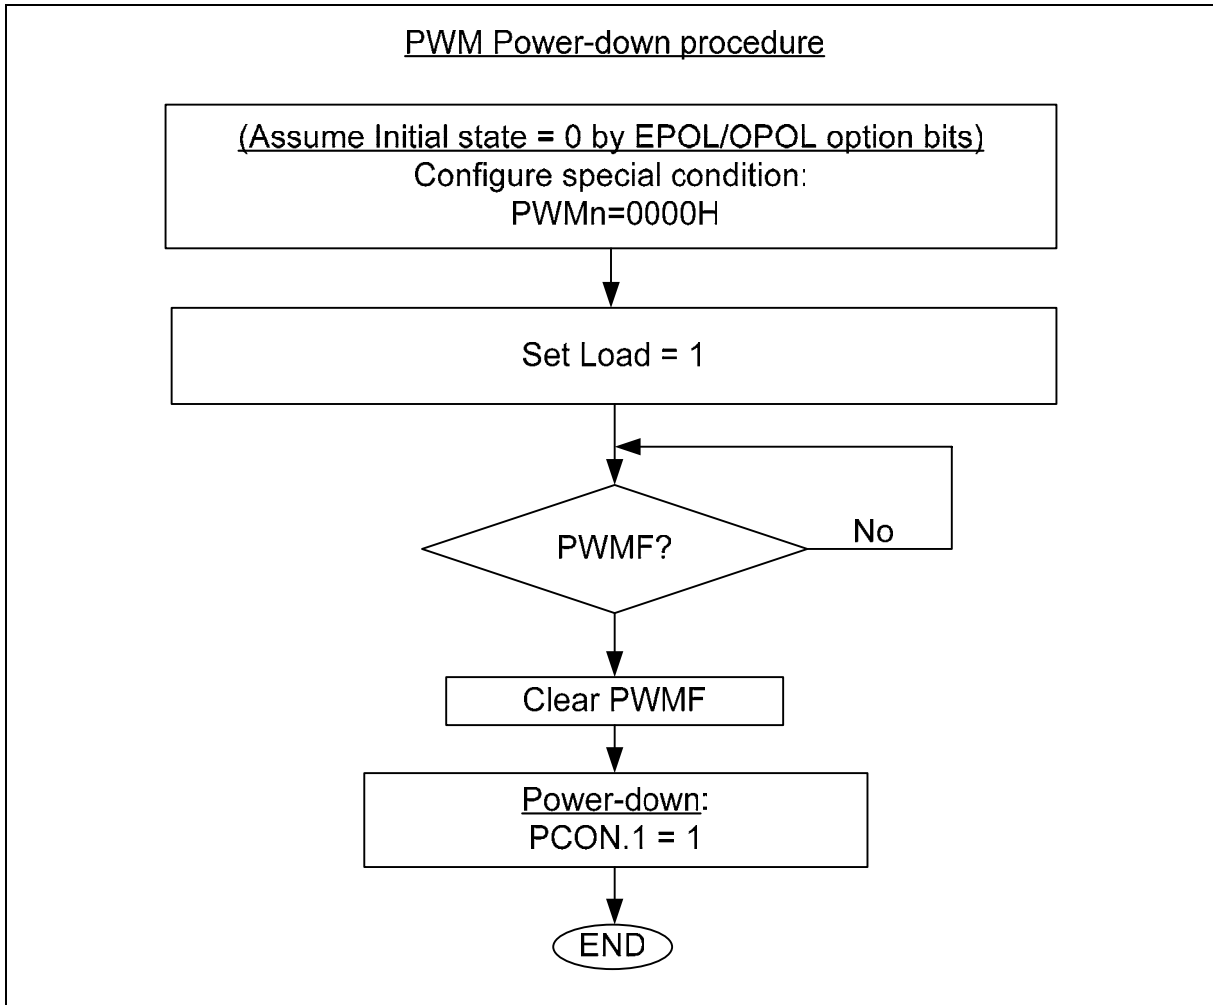 PWM Power-down procedure
(Assume Initial state = 0 by EPOL/OPOL option bits)
Configure special condition:
PWMn=0000H
Set Load = 1
PWMF?
No
Clear PWMF
Power-down:
PCON.1 = 1
END